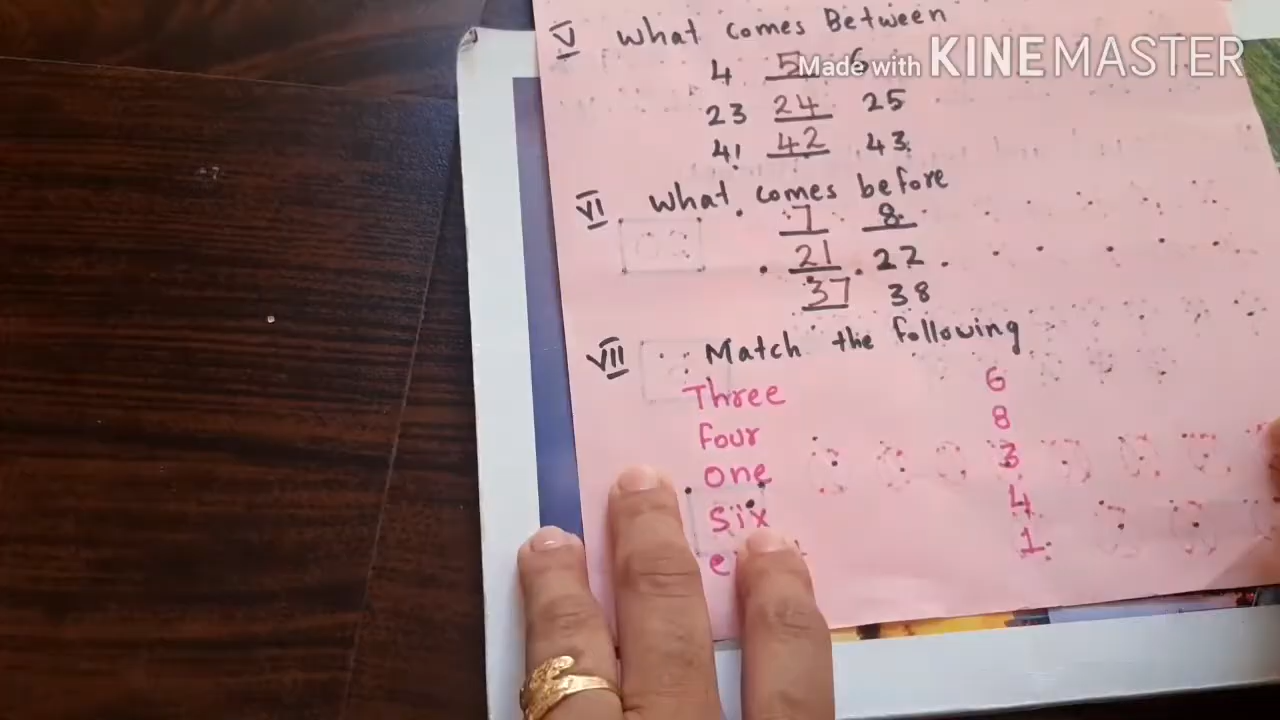 V What comes Between
4 5 6
Made with KINEMASTER
23 24 25
41 42 43
VI What comes before
7 8
21 22
37 38
VII Match the following
Three 6
four 8
one 3
Six 4
1